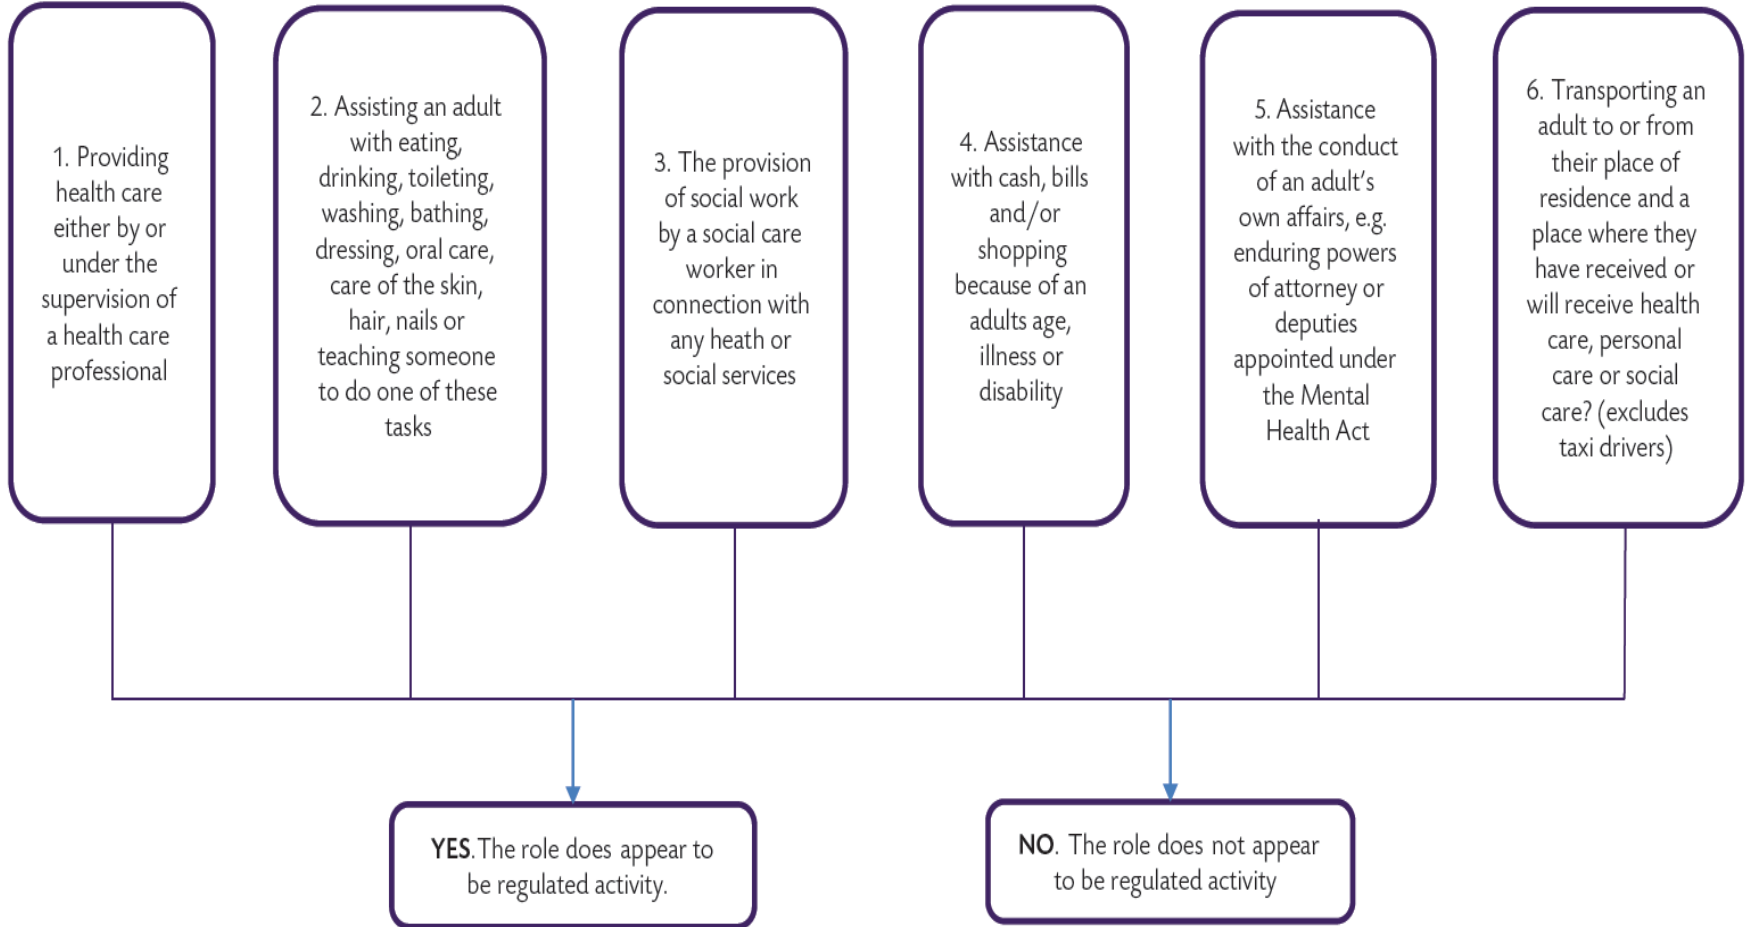 1. Providing
health care
either by or
under the
supervision of
a health care
professional
2. Assisting an adult
with eating,
drinking, toileting,
washing, bathing,
dressing, oral care,
care of the skin,
hair, nails or
teaching someone
to do one of these
tasks
3. The provision
of social work
by a social care
worker in
connection with
any heath or
social services
4. Assistance
with cash, bills
and/or
shopping
because of an
adults age,
illness or
disability
5. Assistance
with the conduct
of an adult's
own affairs, e.g.
enduring powers
of attorney or
deputies
appointed under
the Mental
Health Act
6. Transporting an
adult to or from
their place of
residence and a
place where they
have received or
will receive health
care, personal
care or social
care? (excludes
taxi drivers)
YES. The role does appear to
be regulated activity.
NO. The role does not appear
to be regulated activity